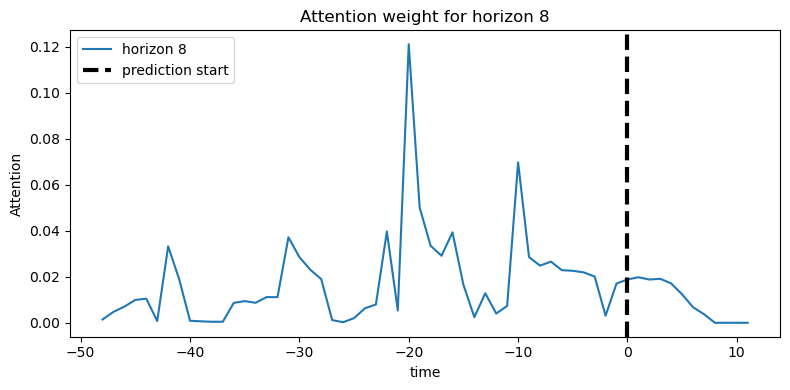 Attention weight for horizon 8
horizon 8
prediction start
Attention
0.12
0.10
0.08
0.06
0.04
0.02
0.00
−50
−40
−30
−20
−10
0
10
time